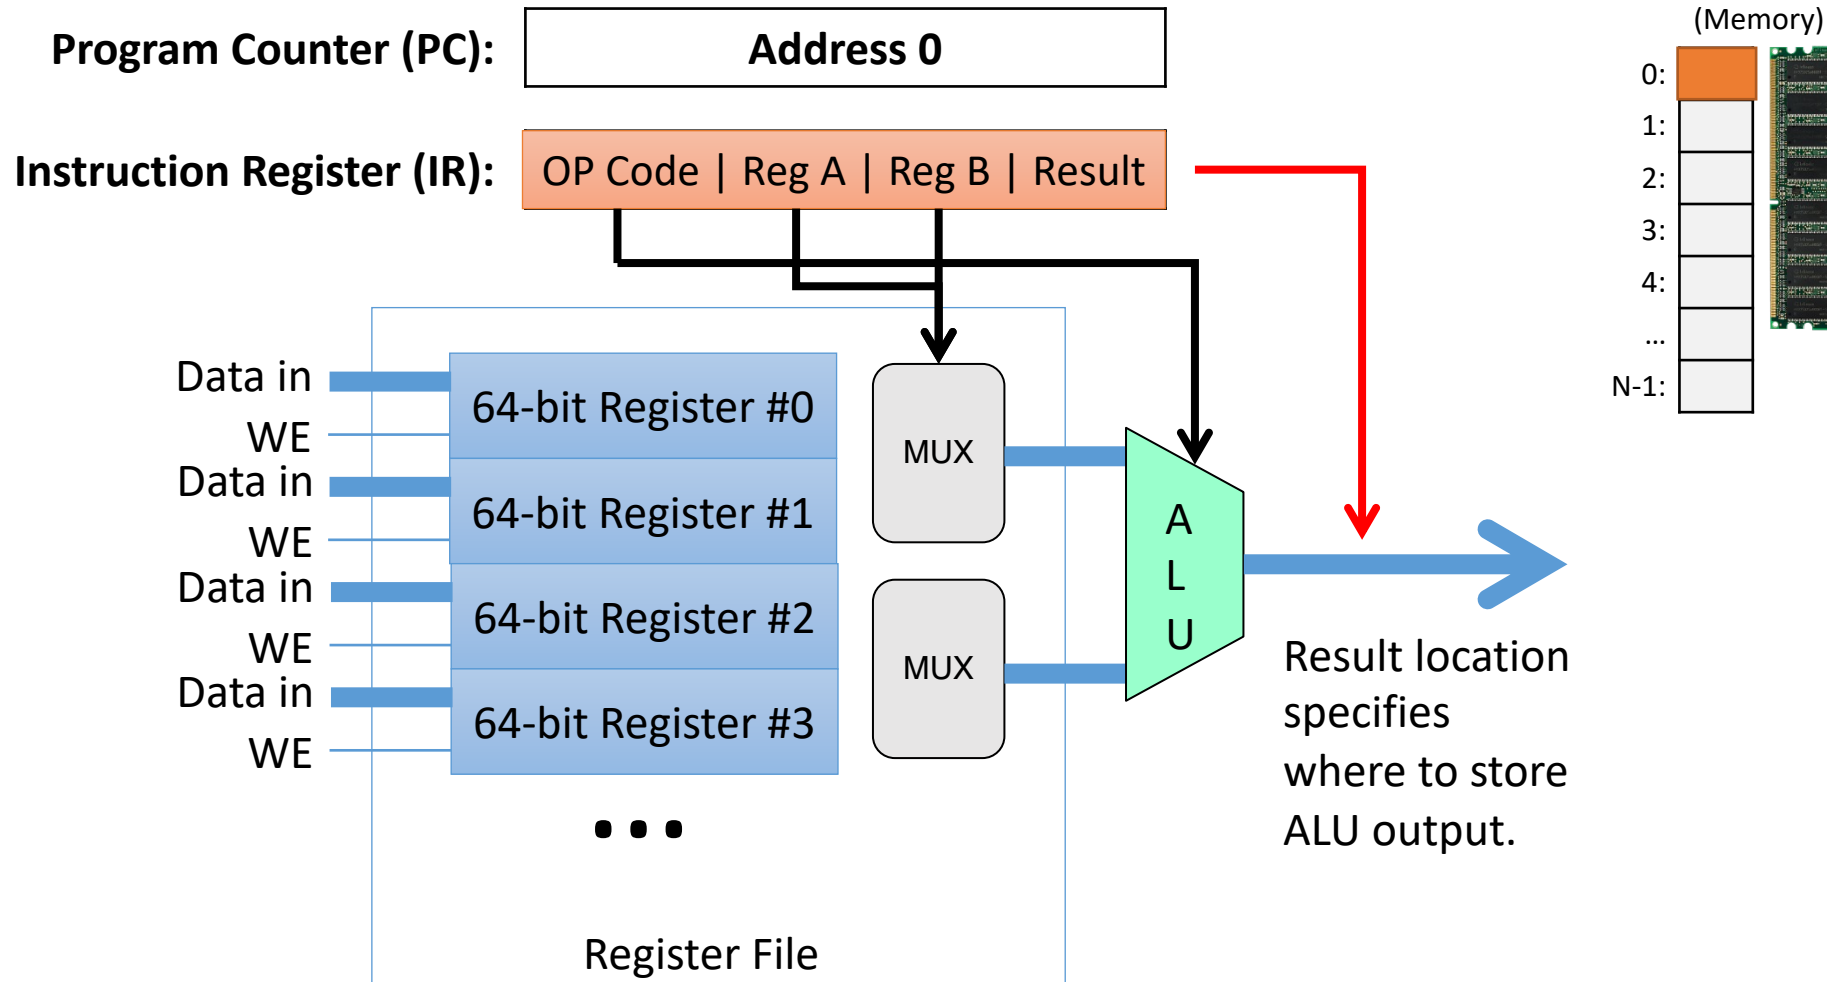 (Memory)
Program Counter (PC):
Address 0
0:
1:
Instruction Register (IR):
OP Code | Reg A | Reg B | Result
2:
3:
4:
...
N-1:
Data in
WE
64-bit Register #0
Data in
WE
64-bit Register #1
Data in
WE
64-bit Register #2
Data in
WE
64-bit Register #3
MUX
MUX
A
L
U
Result location
specifies
where to store
ALU output.
...
Register File